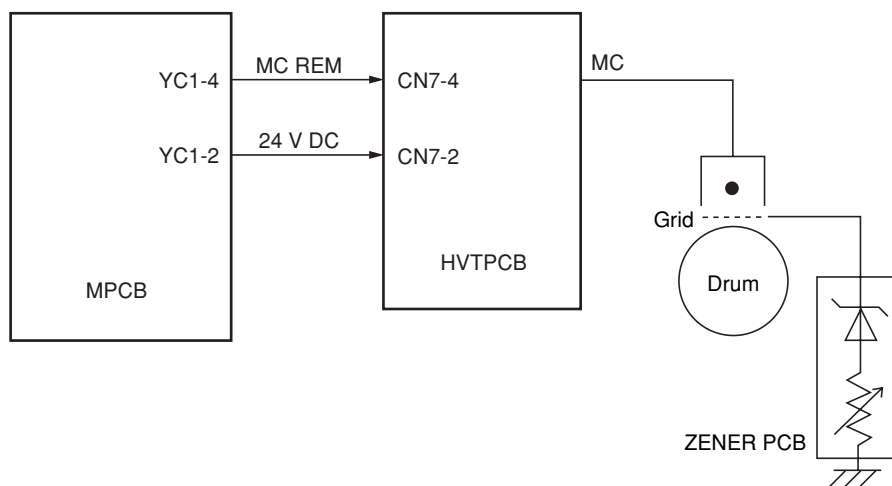 YC1-4
MC REM
CN7-4
MC
YC1-2
24 V DC
CN7-2
Grid
HVTPCB
MPCB
Drum
ZENER PCB